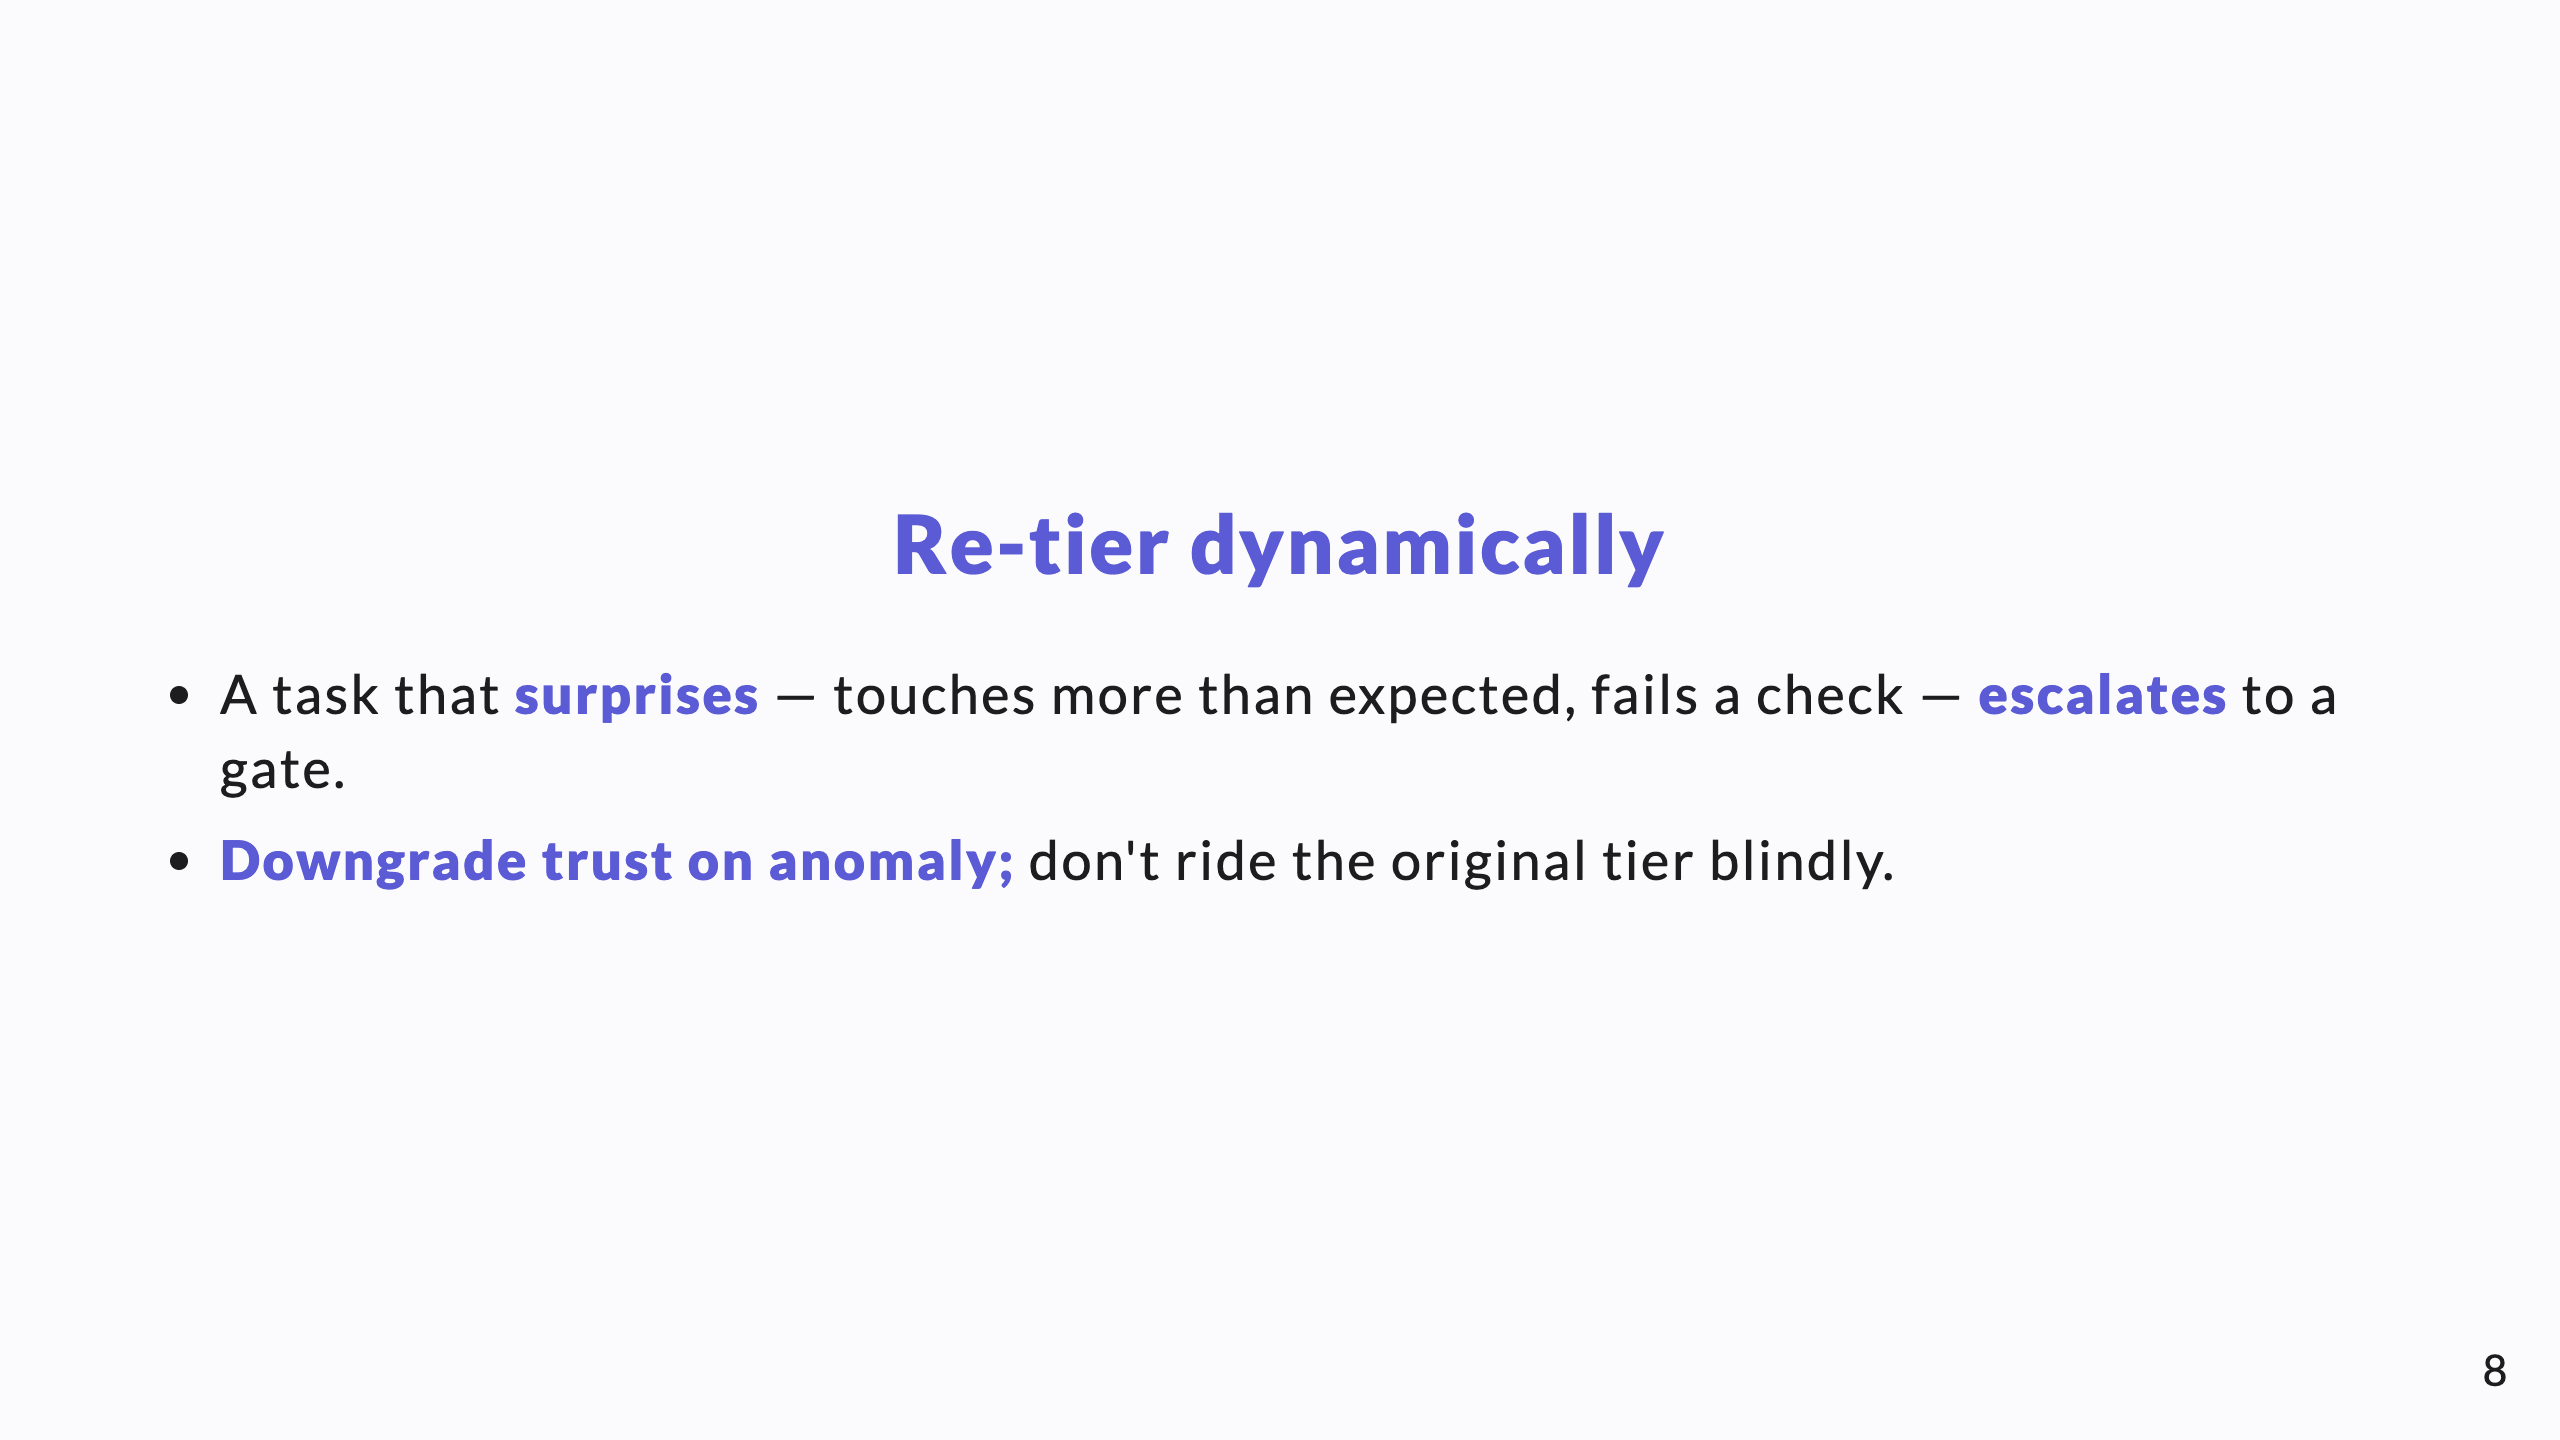 Re-tier dynamically
• A task that surprises — touches more than expected, fails a check — escalates to a
gate.
• Downgrade trust on anomaly; don't ride the original tier blindly.
8